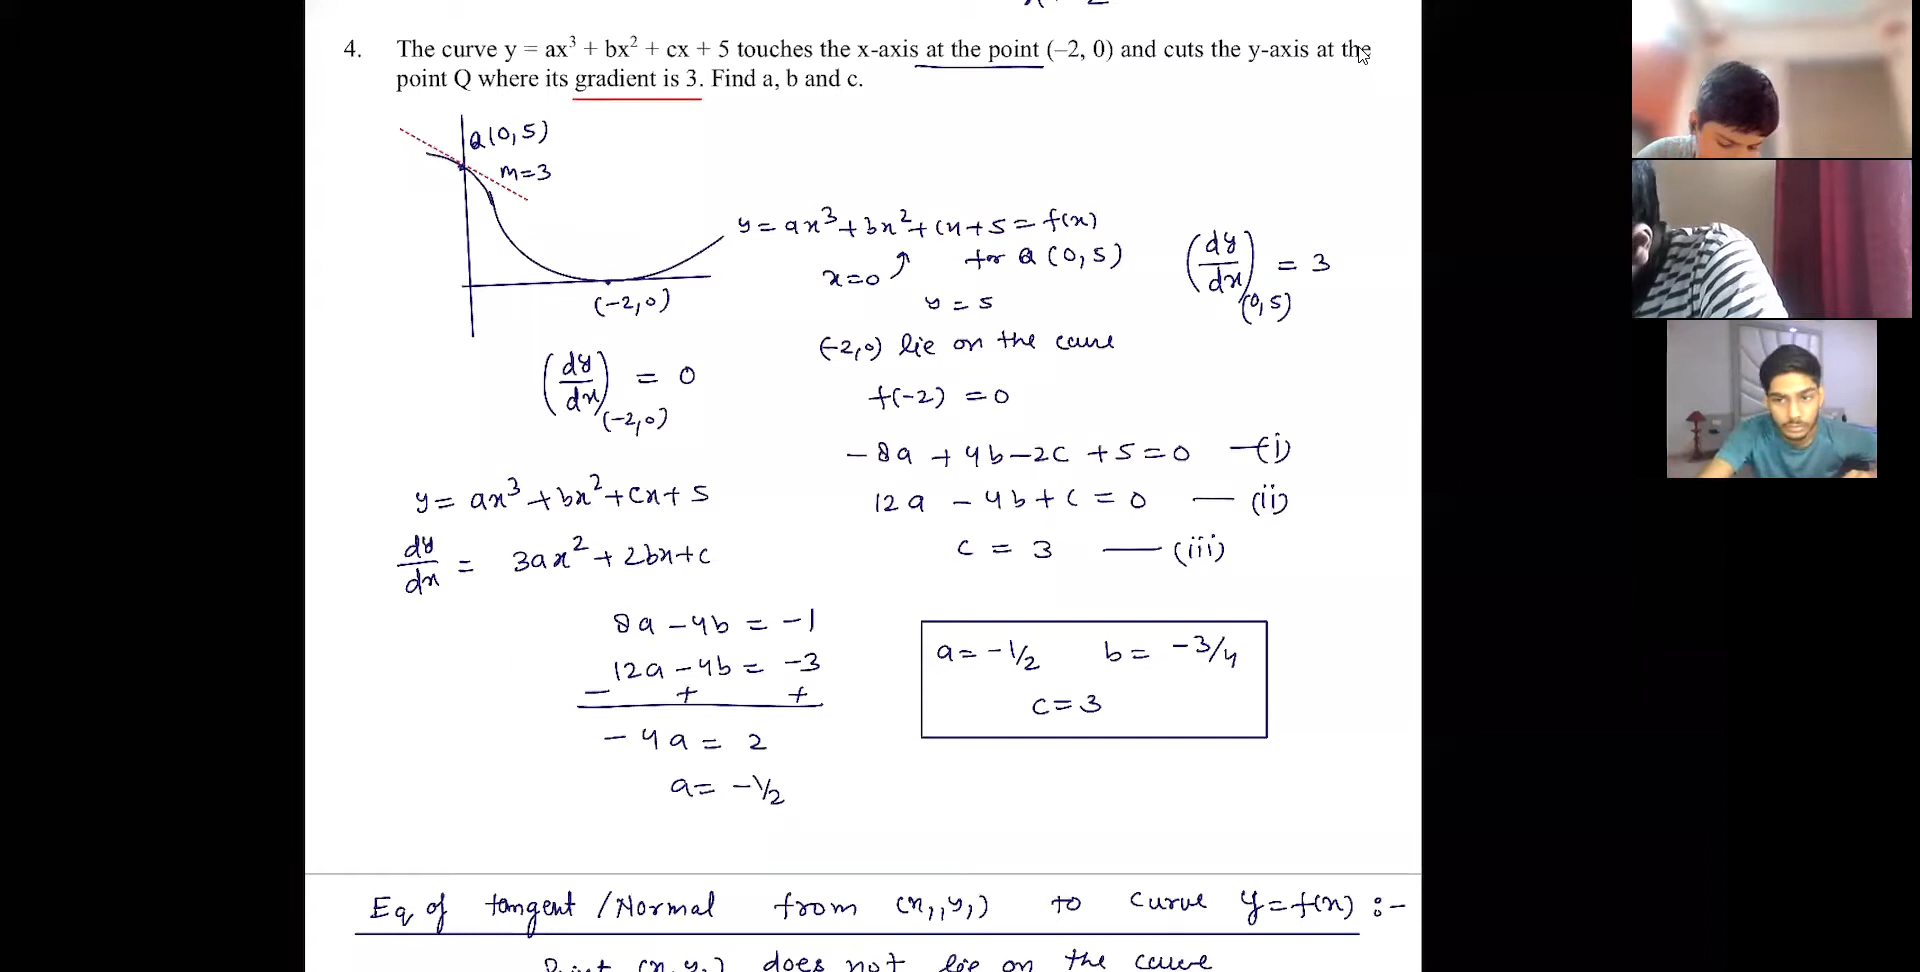 4. The curve y = ax³ + bx² + cx + 5 touches the x-axis at the point (–2, 0) and cuts the y-axis at the
point Q where its gradient is 3. Find a, b and c.
Q(0,5)
m=3
(-2,0)
y = ax³+bx²+cx+5 = f(x)
x=0 for Q (0,5)
y = 5
(dy/dx)(0,5) = 3
(-2,0) lie on the curve
(dy/dx)(-2,0) = 0
f(-2) = 0
-8a + 4b-2c +5=0 —(i)
12a - 4b+c = 0 — (ii)
c = 3 — (iii)
y = ax³+bx²+cx+5
dy/dx = 3ax²+2bx+c
8a -4b = -1
12a -4b = -3
- + +
-4a = 2
a= -1/2
a= -1/2 b= -3/4
c=3
Eq of tangent /Normal from (x₁,y₁) to curve y=f(x) :-
does not lie on the curve